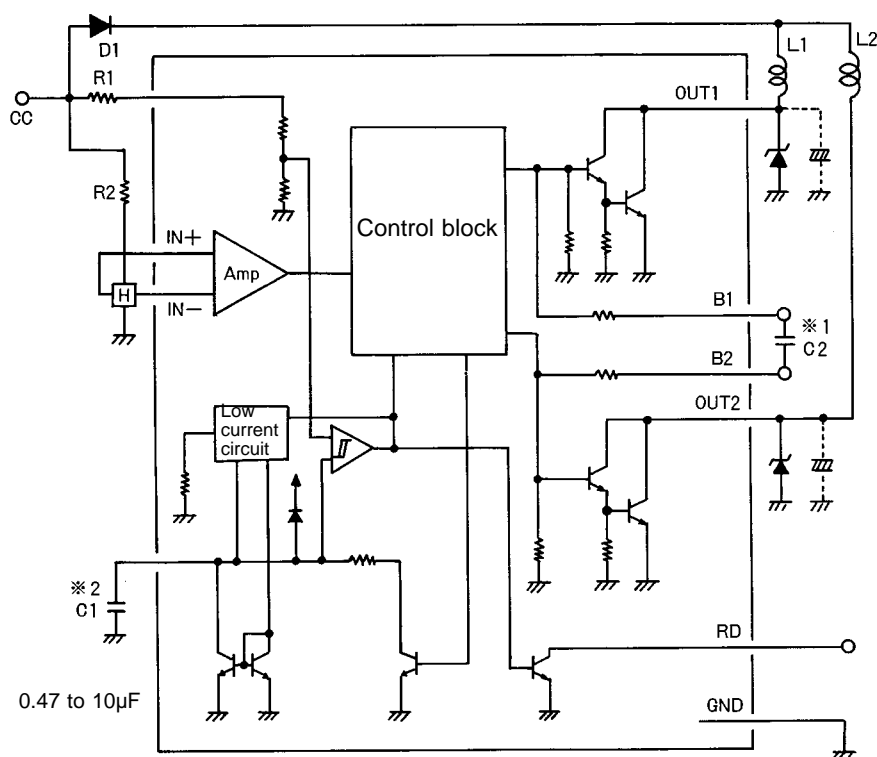 D1
L1
L2
R1
CC
OUT1
R2
Control block
IN+
Amp
H
IN−
B1
※1
C2
B2
Low
current
circuit
OUT2
※2
C1
RD
0.47 to 10µF
GND